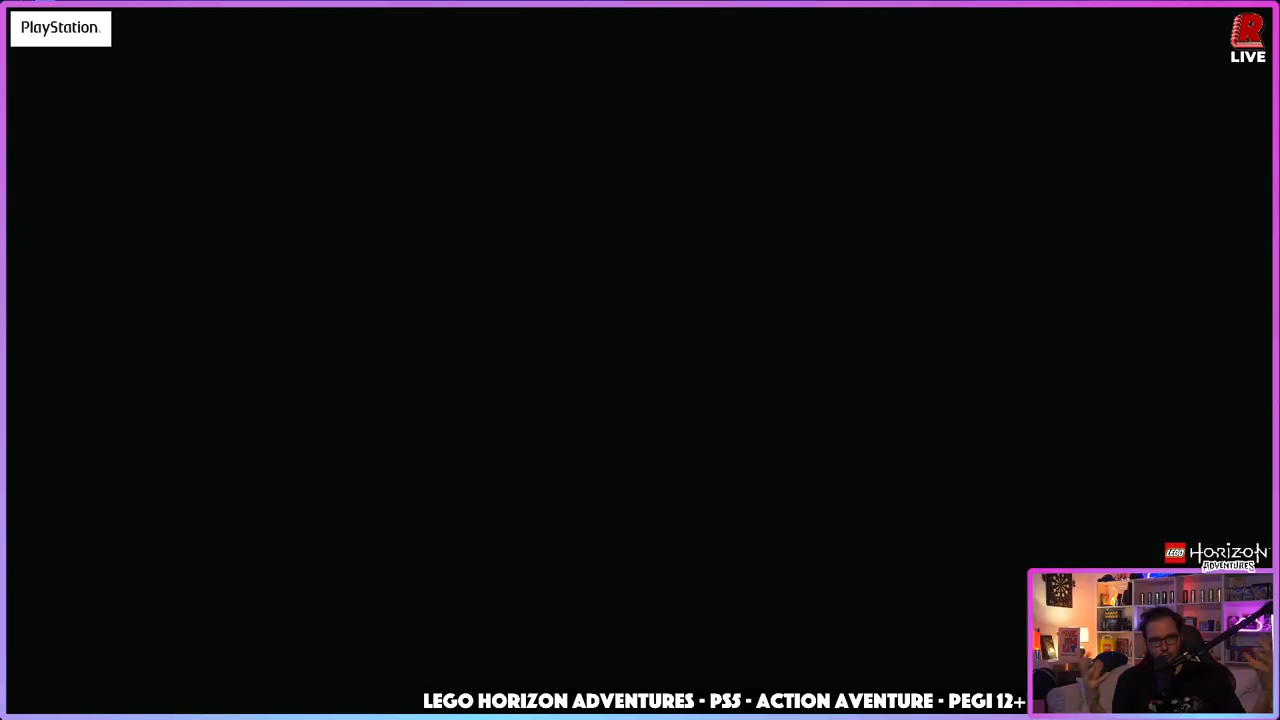 PlayStation.
R
LIVE
LEGO HORIZON
ADVENTURES
LEGO HORIZON ADVENTURES - PS5 - ACTION AVENTURE - PEGI 12+